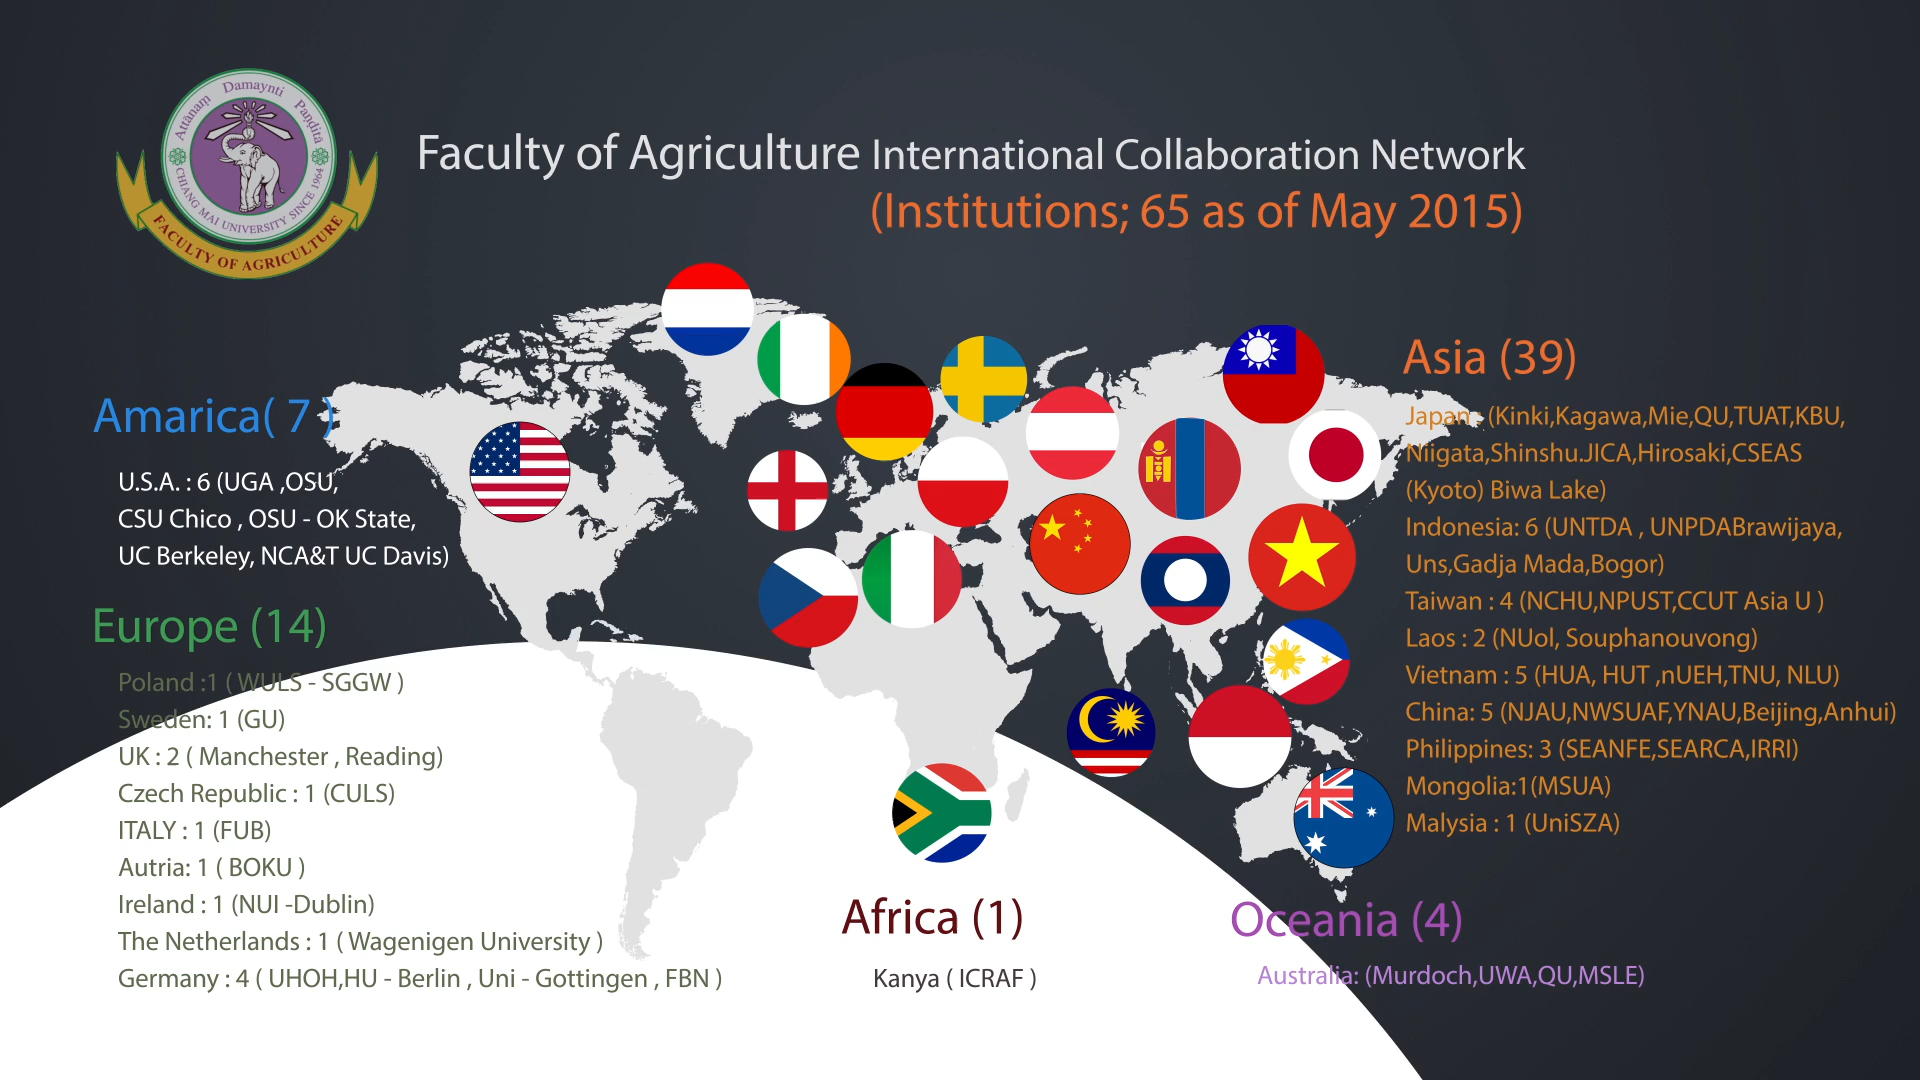 Attānam Damaynti Paṇḍitā
CHIANG MAI UNIVERSITY SINCE 1964
FACULTY OF AGRICULTURE
Faculty of Agriculture International Collaboration Network
(Institutions; 65 as of May 2015)
Amarica( 7 )
U.S.A. : 6 (UGA ,OSU,
CSU Chico , OSU - OK State,
UC Berkeley, NCA&T UC Davis)
Europe (14)
Poland :1 ( WULS - SGGW )
Sweden: 1 (GU)
UK : 2 ( Manchester , Reading)
Czech Republic : 1 (CULS)
ITALY : 1 (FUB)
Autria: 1 ( BOKU )
Ireland : 1 (NUI -Dublin)
The Netherlands : 1 ( Wagenigen University )
Germany : 4 ( UHOH,HU - Berlin , Uni - Gottingen , FBN )
Africa (1)
Kanya ( ICRAF )
Asia (39)
Japan : (Kinki,Kagawa,Mie,QU,TUAT,KBU,
Niigata,Shinshu.JICA,Hirosaki,CSEAS
(Kyoto) Biwa Lake)
Indonesia: 6 (UNTDA , UNPDABrawijaya,
Uns,Gadja Mada,Bogor)
Taiwan : 4 (NCHU,NPUST,CCUT Asia U )
Laos : 2 (NUol, Souphanouvong)
Vietnam : 5 (HUA, HUT ,nUEH,TNU, NLU)
China: 5 (NJAU,NWSUAF,YNAU,Beijing,Anhui)
Philippines: 3 (SEANFE,SEARCA,IRRI)
Mongolia:1(MSUA)
Malysia : 1 (UniSZA)
Oceania (4)
Australia: (Murdoch,UWA,QU,MSLE)